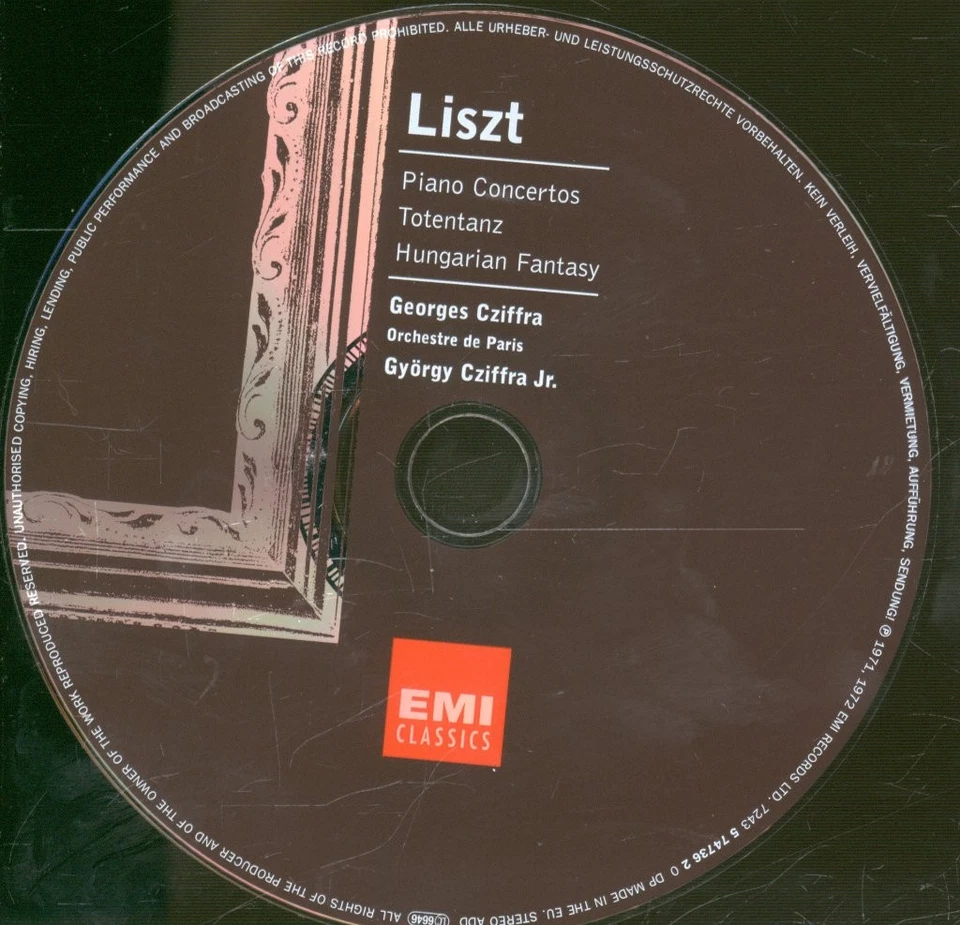 Liszt
Piano Concertos
Totentanz
Hungarian Fantasy
Georges Cziffra
Orchestre de Paris
György Cziffra Jr.
EMI
CLASSICS
ALL RIGHTS OF THE PRODUCER AND OF THE OWNER OF THE WORK REPRODUCED RESERVED. UNAUTHORISED COPYING, HIRING, LENDING, PUBLIC PERFORMANCE AND BROADCASTING OF THIS RECORD PROHIBITED. ALLE URHEBER- UND LEISTUNGSSCHUTZRECHTE VORBEHALTEN. KEIN VERLEIH, VERVIELFÄLTIGUNG, VERMIETUNG, AUFFÜHRUNG, SENDUNG! ℗ 1971, 1972 EMI RECORDS LTD. 7243 5 74736 2 0 DP MADE IN THE EU. STEREO ADD LC 6646